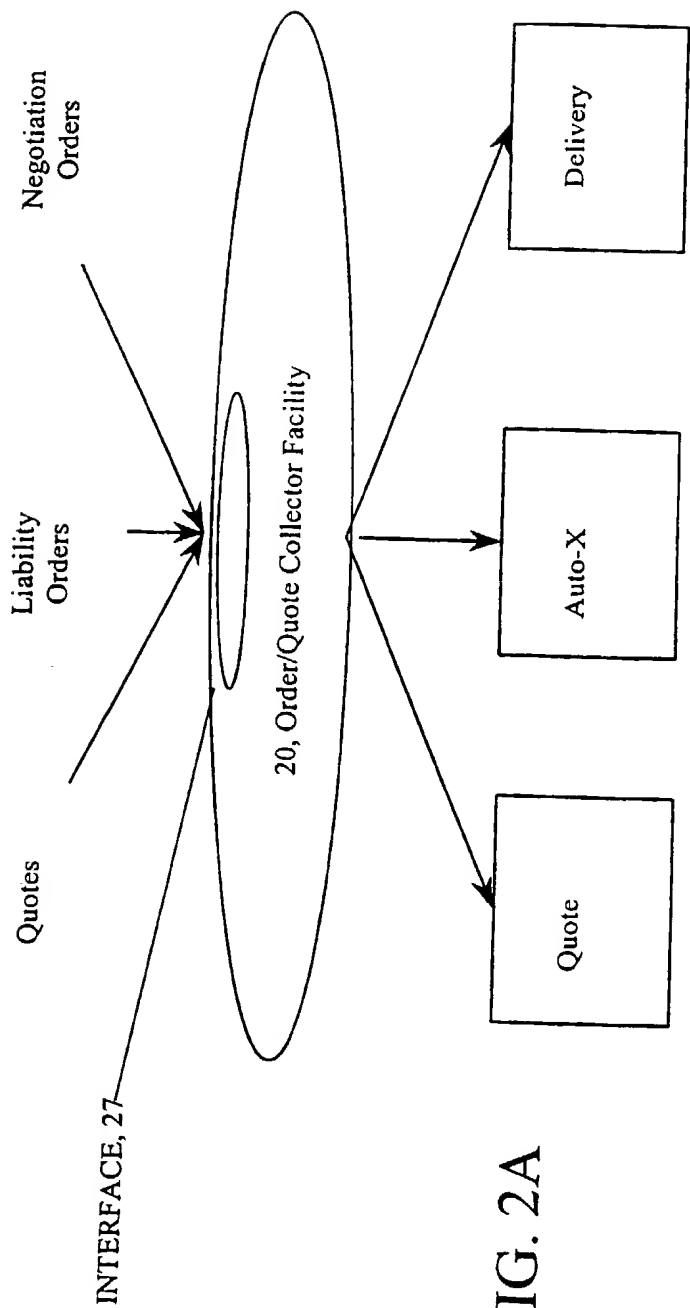 Quotes
Liability
Orders
Negotiation
Orders
INTERFACE, 27
20, Order/Quote Collector Facility
Quote
Auto-X
Delivery
IG. 2A